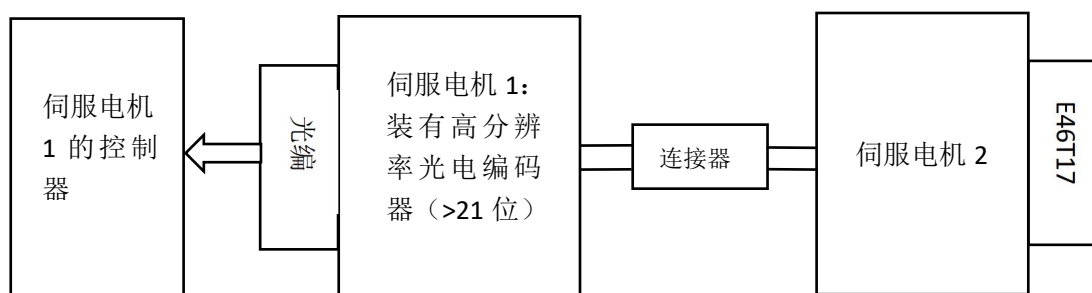 伺服电机
1 的控制
器
光编
伺服电机 1：
装有高分辨
率光电编码
器（>21 位）
连接器
伺服电机 2
E46T17